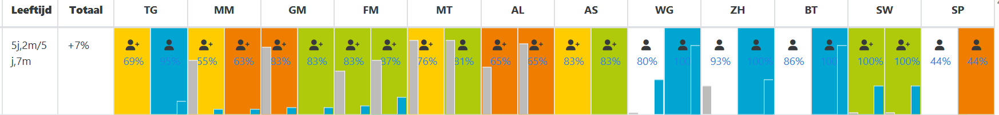 Leeftijd Totaal TG MM GM FM MT AL AS WG ZH BT SW SP
5j,2m/5 +7%
j,7m
69% 95% 55% 63% 83% 83% 83% 87% 76% 81% 65% 65% 83% 83% 80% 100 93% 100% 86% 100 100% 100% 44% 44%